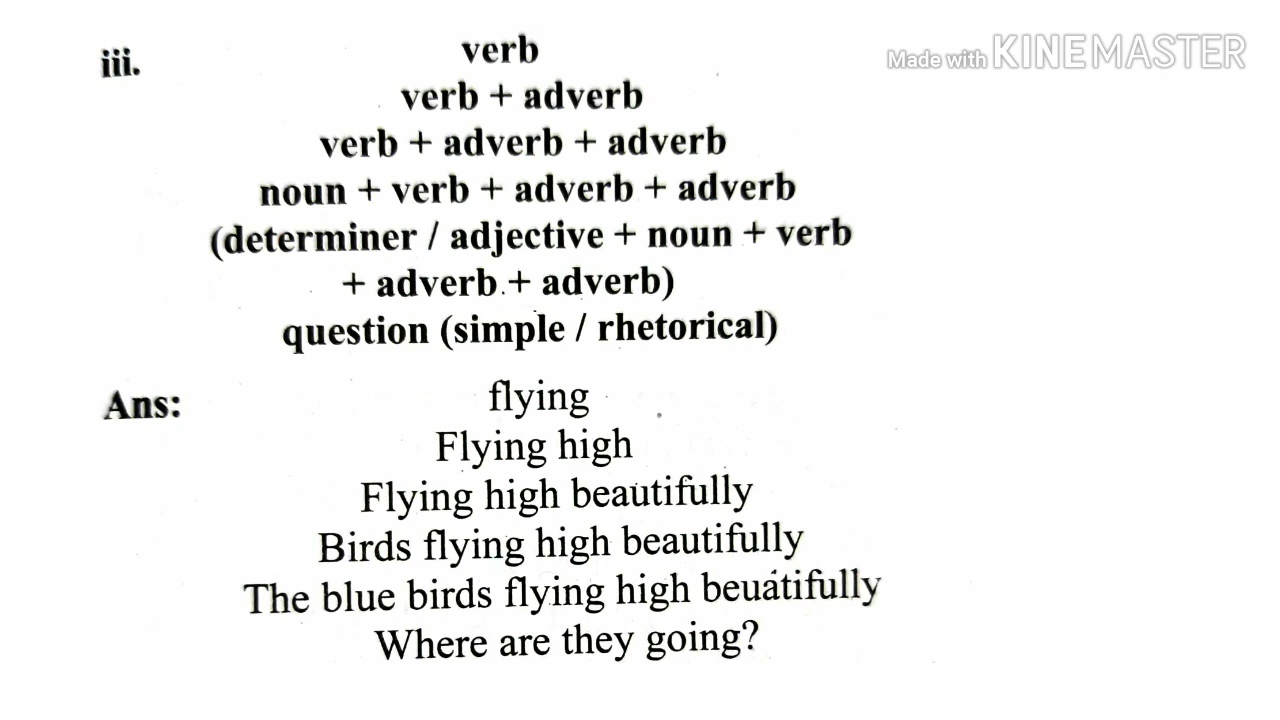 iii. verb
Made with KINEMASTER
verb + adverb
verb + adverb + adverb
noun + verb + adverb + adverb
(determiner / adjective + noun + verb
+ adverb + adverb)
question (simple / rhetorical)
Ans: flying
Flying high
Flying high beautifully
Birds flying high beautifully
The blue birds flying high beuatifully
Where are they going?